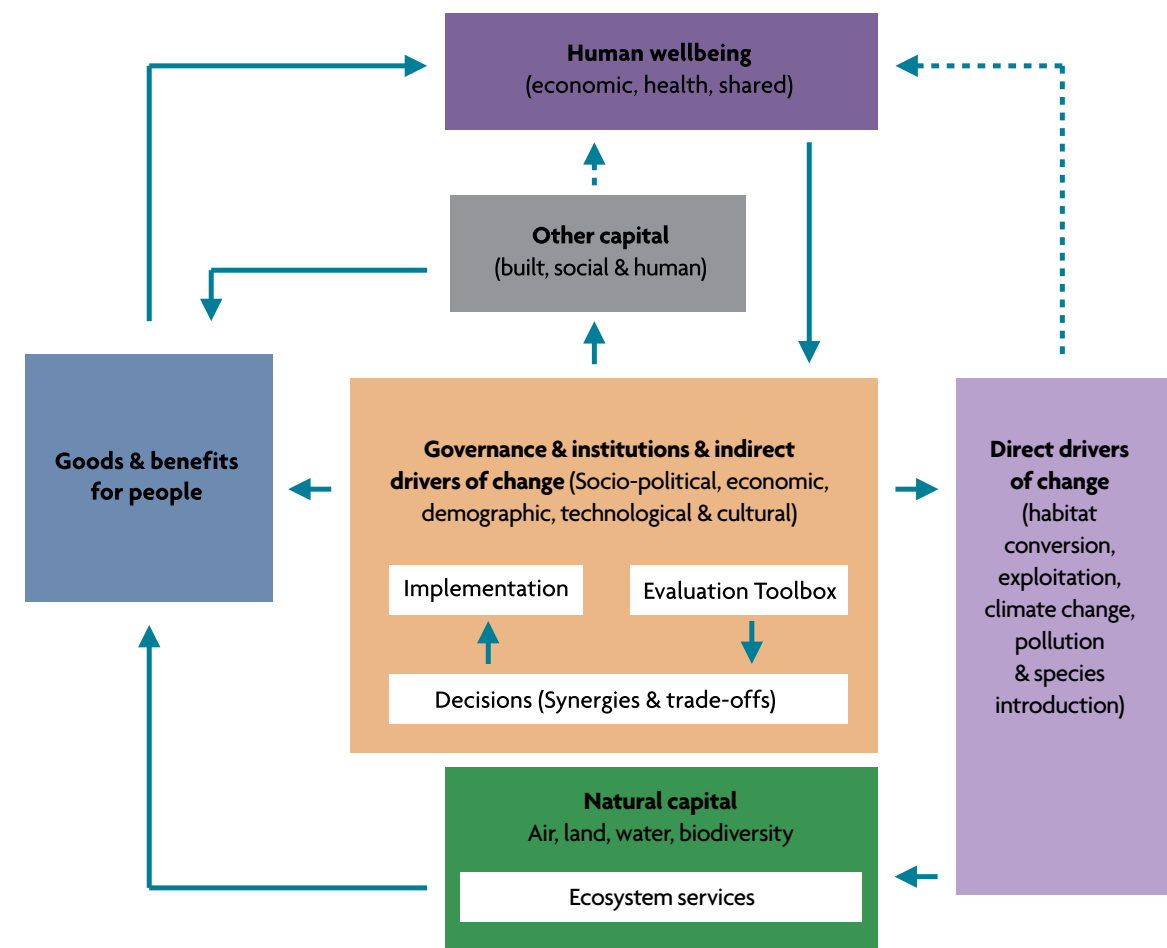 Human wellbeing
(economic, health, shared)
Other capital
(built, social & human)
Goods & benefits
for people
Governance & institutions & indirect
drivers of change (Socio-political, economic,
demographic, technological & cultural)
Implementation
Evaluation Toolbox
Decisions (Synergies & trade-offs)
Direct drivers
of change
(habitat
conversion,
exploitation,
climate change,
pollution
& species
introduction)
Natural capital
Air, land, water, biodiversity
Ecosystem services